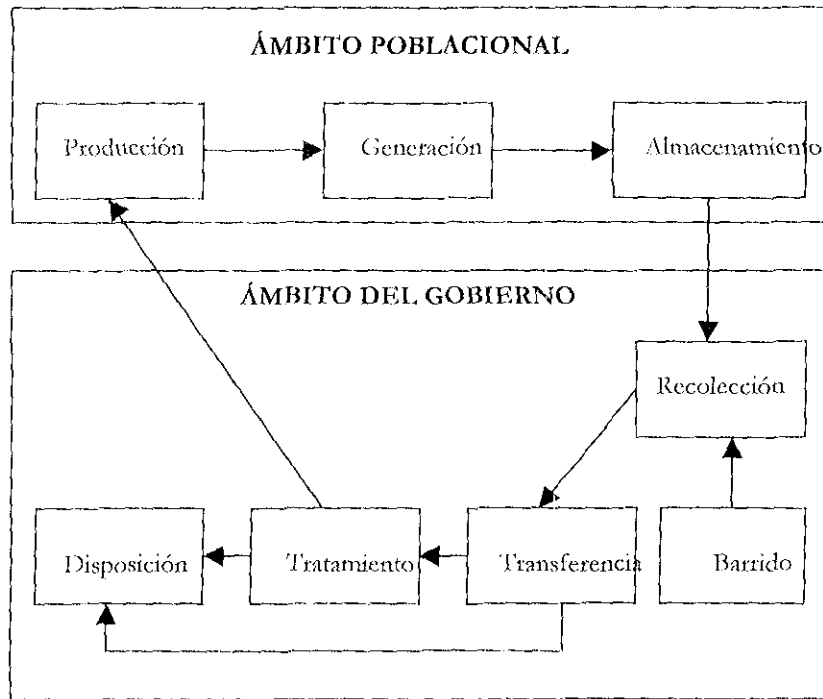 ÁMBITO POBLACIONAL
Producción
Generación
Almacenamiento
ÁMBITO DEL GOBIERNO
Recolección
Disposición
Tratamiento
Transferencia
Barrido